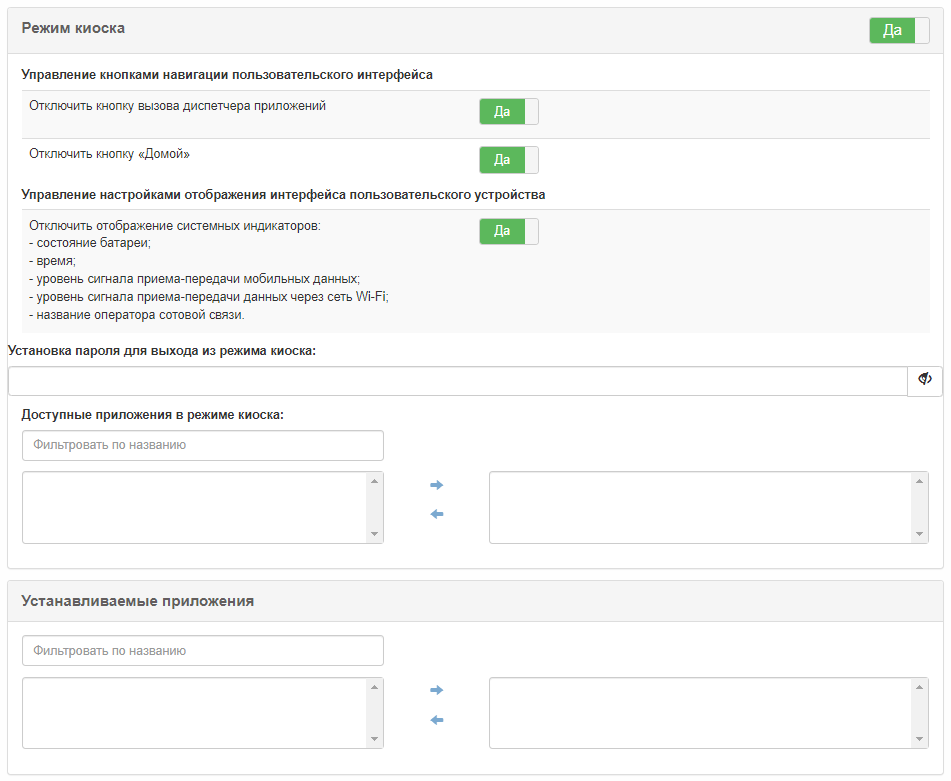 Режим киоска
Да
Управление кнопками навигации пользовательского интерфейса
Отключить кнопку вызова диспетчера приложений
Да
Отключить кнопку «Домой»
Да
Управление настройками отображения интерфейса пользовательского устройства
Отключить отображение системных индикаторов:
Да
- состояние батареи;
- время;
- уровень сигнала приема-передачи мобильных данных;
- уровень сигнала приема-передачи данных через сеть Wi-Fi;
- название оператора сотовой связи.
Установка пароля для выхода из режима киоска:
Доступные приложения в режиме киоска:
Фильтровать по названию
Устанавливаемые приложения
Фильтровать по названию